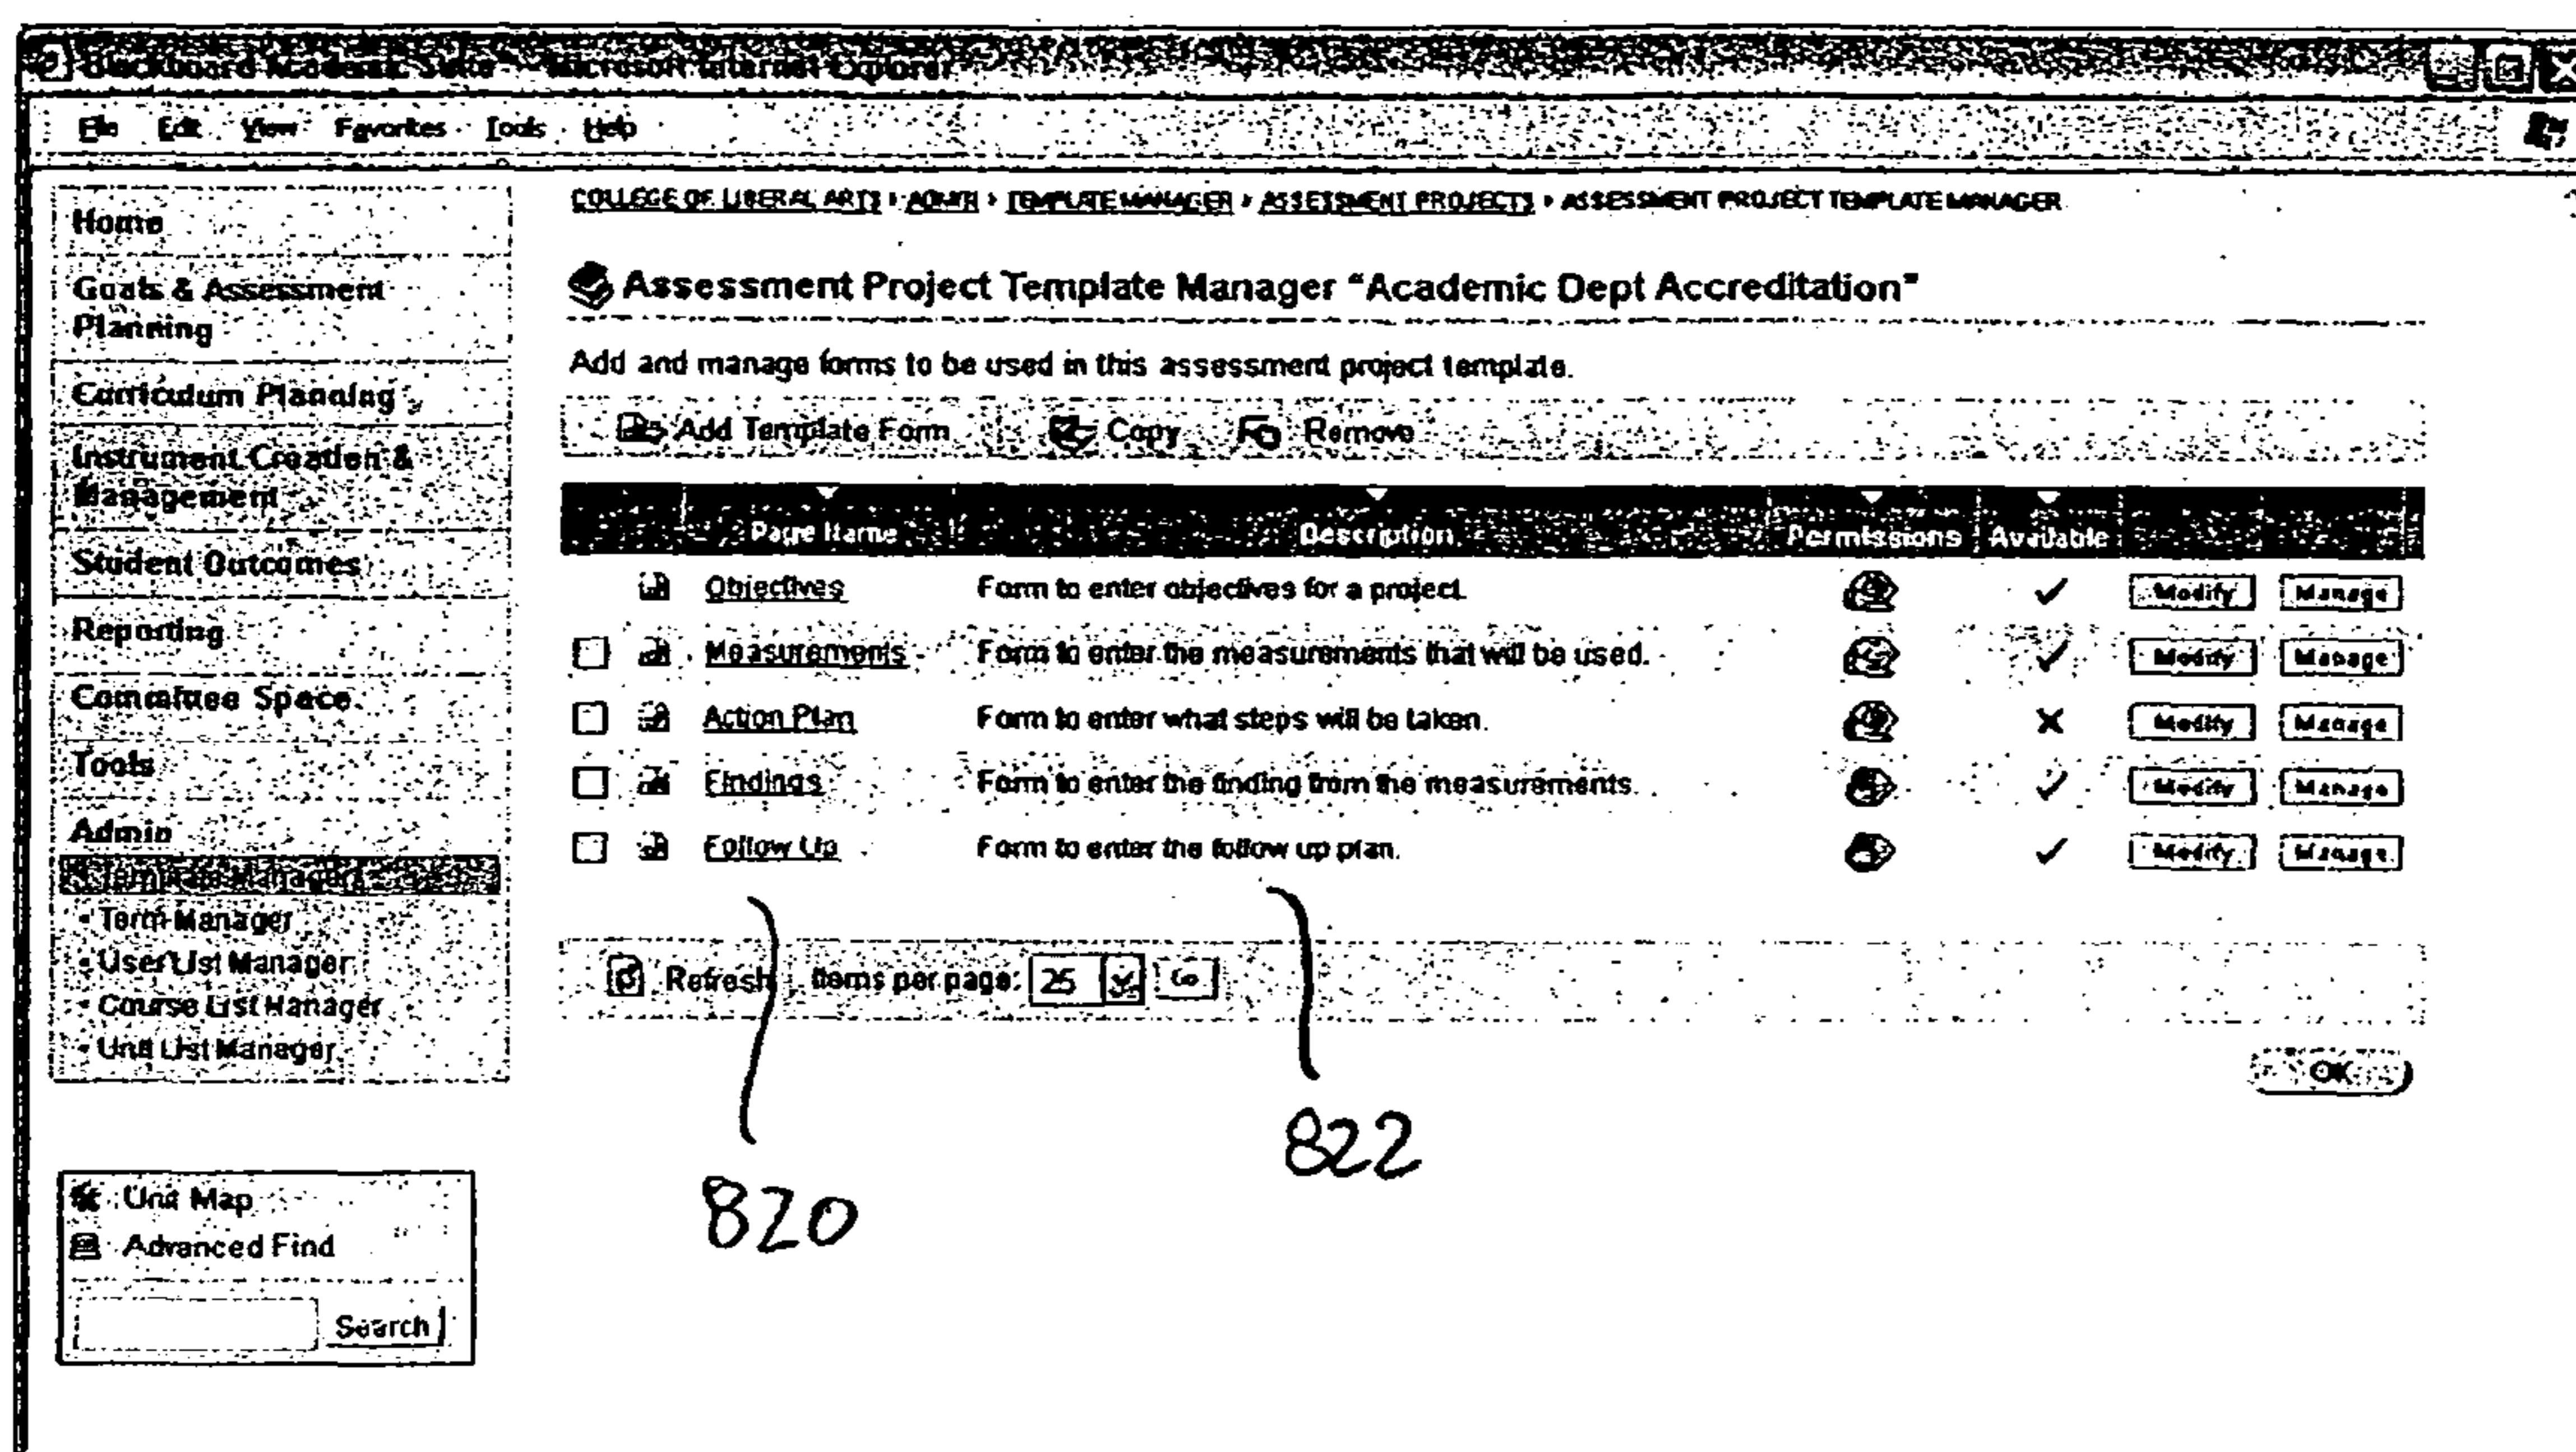 Blackboard Academic Suite - Microsoft Internet Explorer
File Edit View Favorites Tools Help
COLLEGE OF LIBERAL ARTS › ADMIN › TEMPLATE MANAGER › ASSESSMENT PROJECTS › ASSESSMENT PROJECT TEMPLATE MANAGER
Home
Goals & Assessment
Planning
Curriculum Planning
Instrument Creation &
Management
Student Outcomes
Reporting
Committee Space
Tools
Admin
Template Manager
• Term Manager
• User List Manager
• Course List Manager
• Unit List Manager
Unit Map
Advanced Find
Search
Assessment Project Template Manager “Academic Dept Accreditation”
Add and manage forms to be used in this assessment project template.
Add Template Form Copy Remove
Page Name Description Permissions Available
Objectives Form to enter objectives for a project. Modify Manage
Measurements Form to enter the measurements that will be used. Modify Manage
Action Plan Form to enter what steps will be taken. Modify Manage
Findings Form to enter the finding from the measurements. Modify Manage
Follow Up Form to enter the follow up plan. Modify Manage
Refresh Items per page: 25 Go
OK
820
822